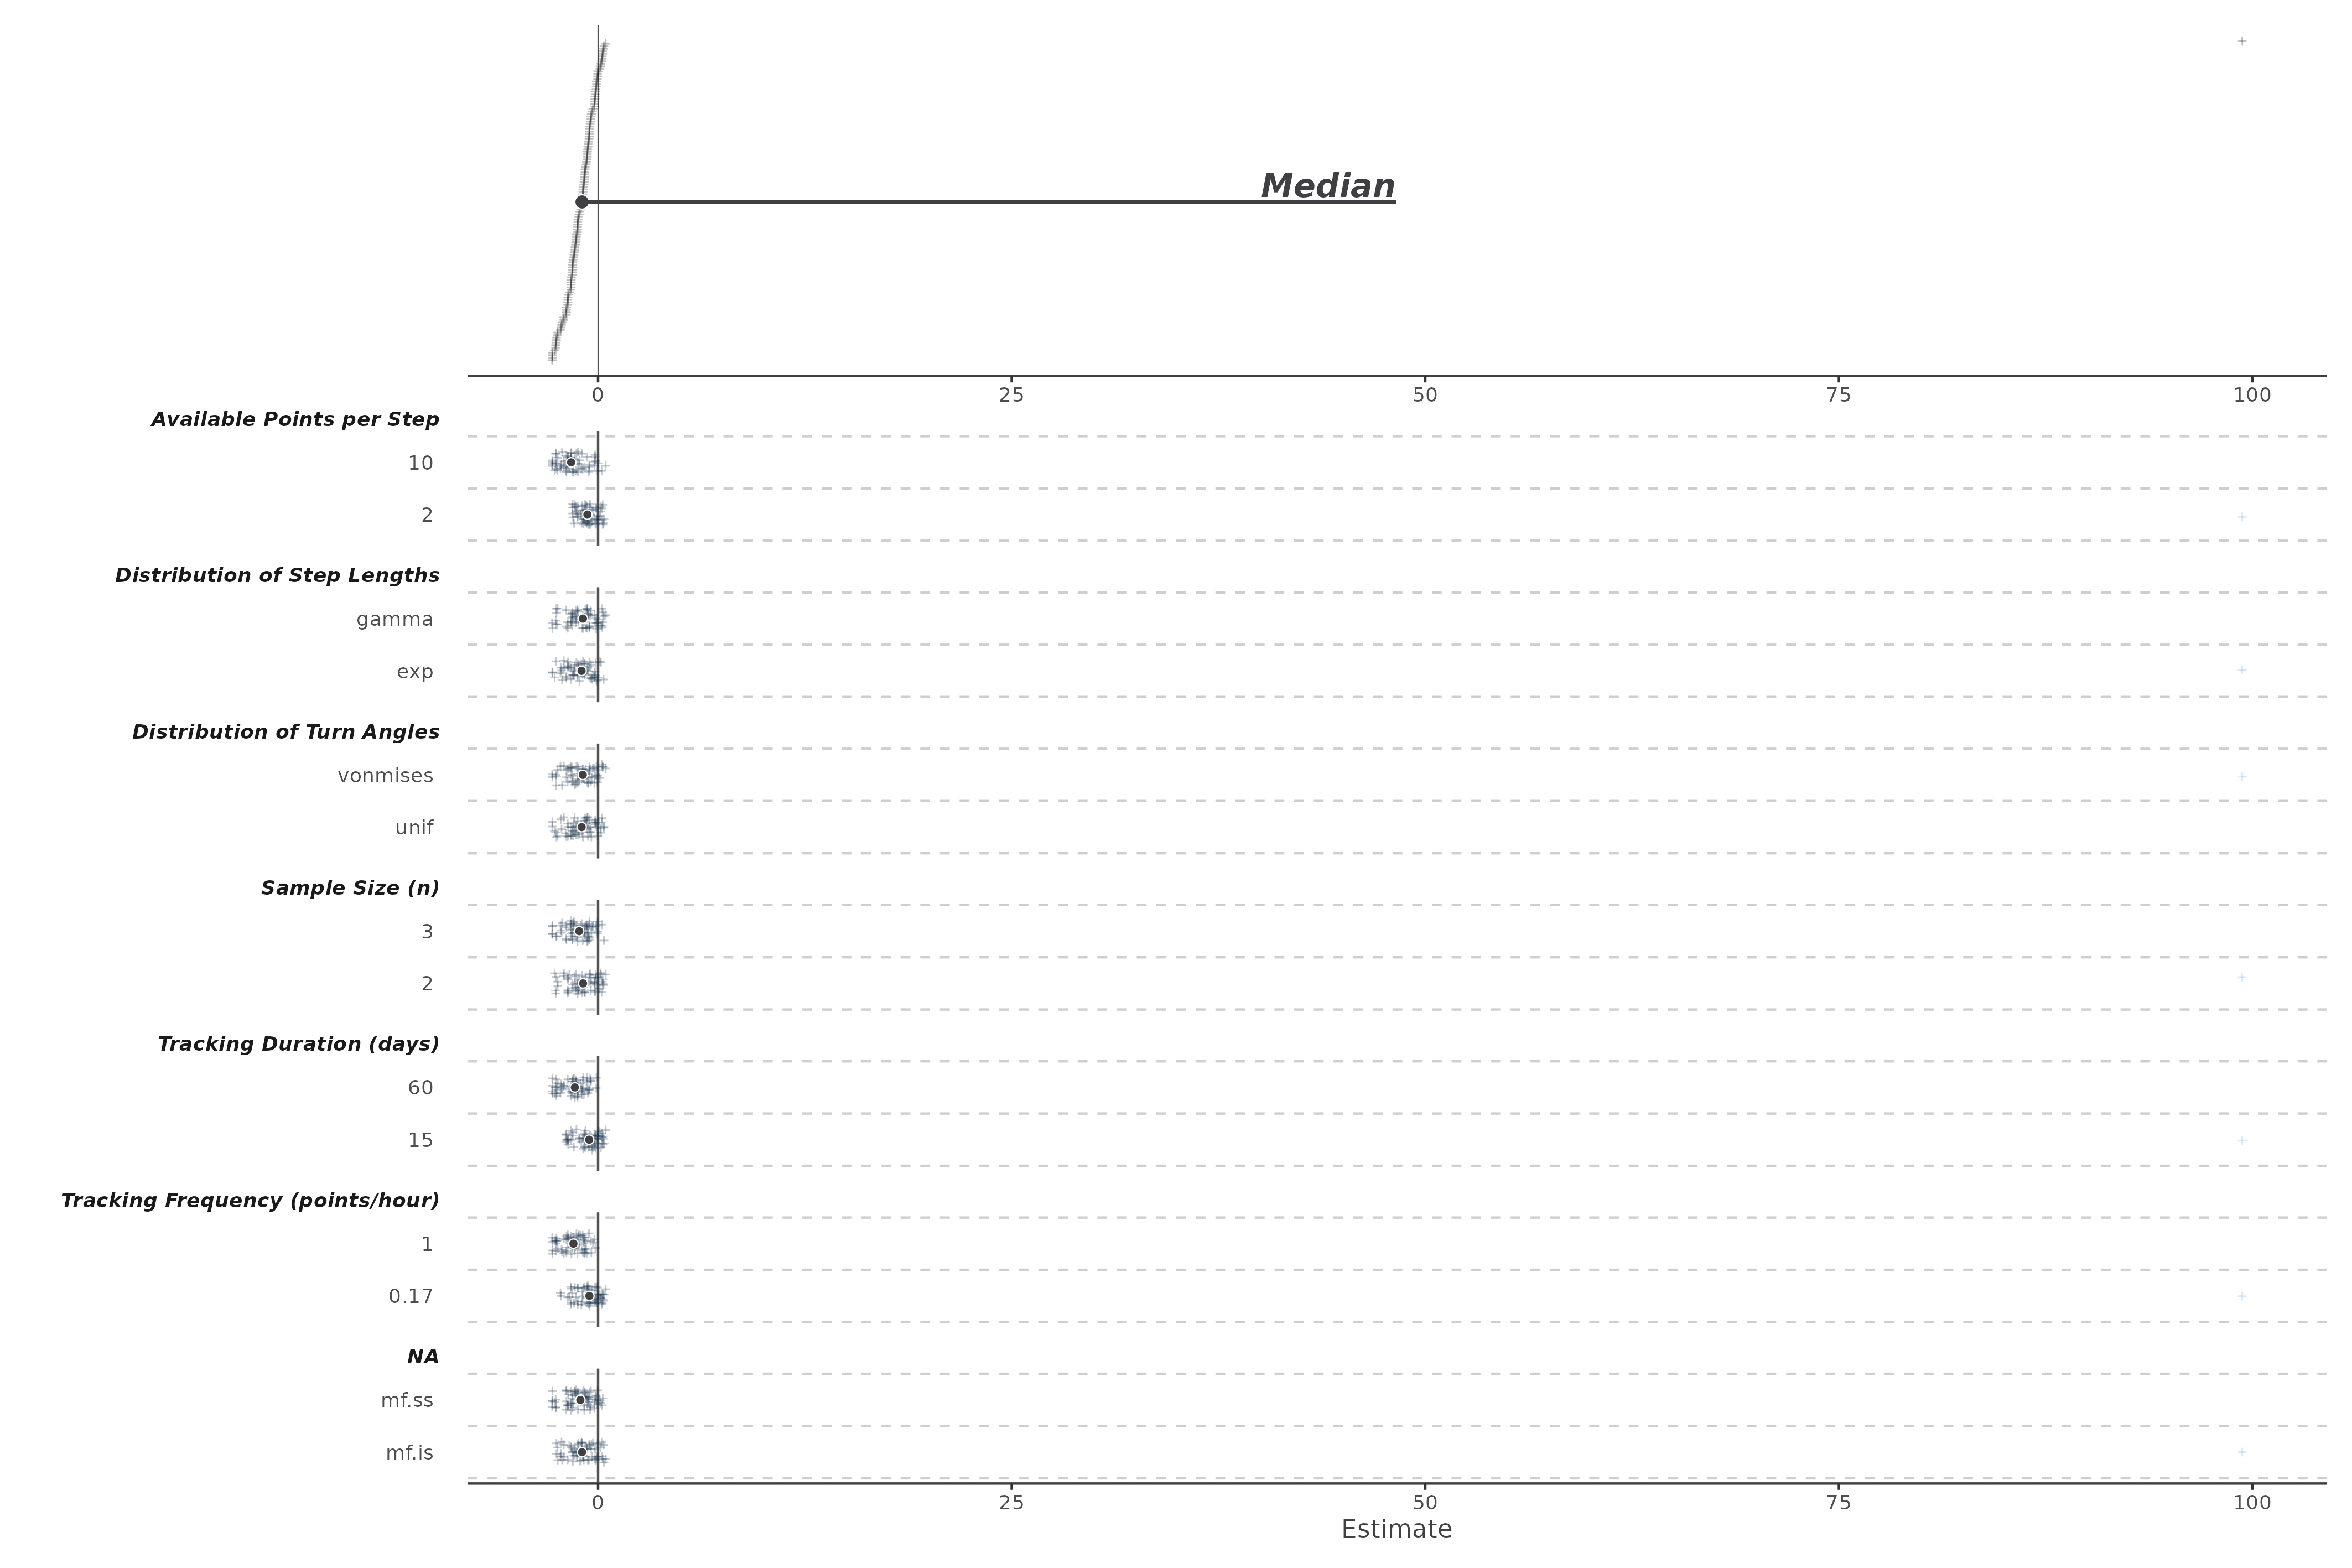 Median
0 25 50 75 100
Available Points per Step
10
2
Distribution of Step Lengths
gamma
exp
Distribution of Turn Angles
vonmises
unif
Sample Size (n)
3
2
Tracking Duration (days)
60
15
Tracking Frequency (points/hour)
1
0.17
NA
mf.ss
mf.is
0 25 50 75 100
Estimate